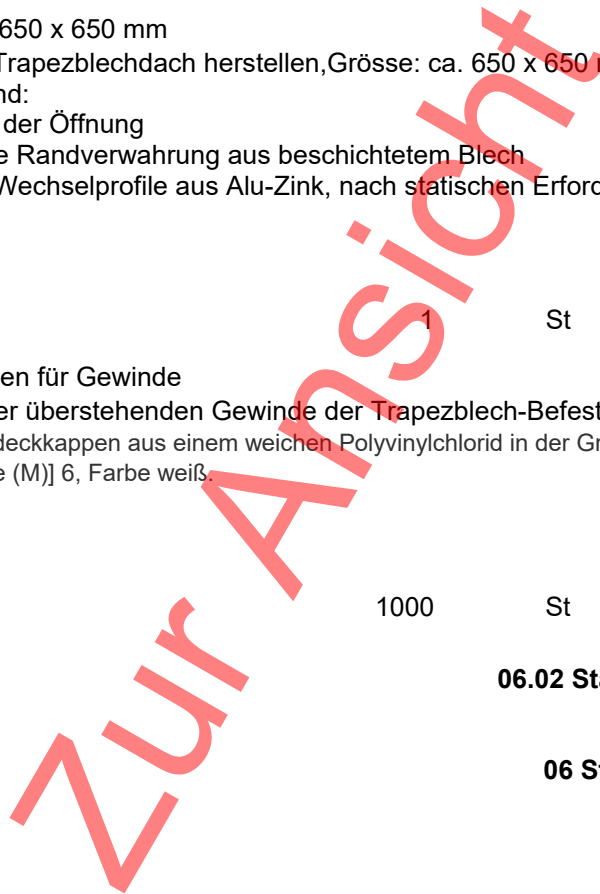 650 x 650 mm
Trapezblechdach herstellen,Grösse: ca. 650 x 650
nd:
der Öffnung
e Randverwahrung aus beschichtetem Blech
Wechselprofile aus Alu-Zink, nach statischen Erford
1 St
en für Gewinde
er überstehenden Gewinde der Trapezblech-Befest
deckkappen aus einem weichen Polyvinylchlorid in der Gr
e (M)] 6, Farbe weiß.
1000 St
06.02 Sta
06 St
Zur Ansicht